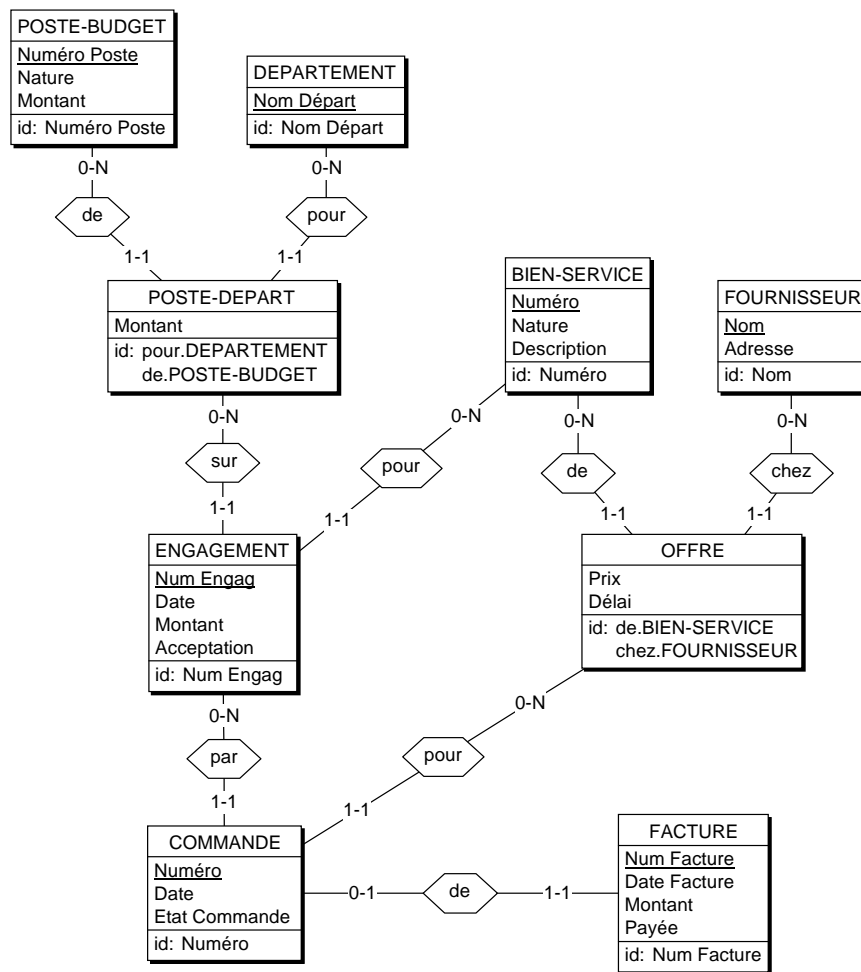 POSTE-BUDGET
Numéro Poste
Nature
Montant
id: Numéro Poste
DEPARTEMENT
Nom Départ
id: Nom Départ
0-N
0-N
de
pour
1-1
1-1
POSTE-DEPART
Montant
id: pour.DEPARTEMENT
de.POSTE-BUDGET
BIEN-SERVICE
Numéro
Nature
Description
id: Numéro
FOURNISSEUR
Nom
Adresse
id: Nom
0-N
0-N
0-N
0-N
sur
pour
de
chez
1-1
1-1
1-1
1-1
ENGAGEMENT
Num Engag
Date
Montant
Acceptation
id: Num Engag
OFFRE
Prix
Délai
id: de.BIEN-SERVICE
chez.FOURNISSEUR
0-N
0-N
par
pour
1-1
1-1
COMMANDE
Numéro
Date
Etat Commande
id: Numéro
0-1
de
1-1
FACTURE
Num Facture
Date Facture
Montant
Payée
id: Num Facture